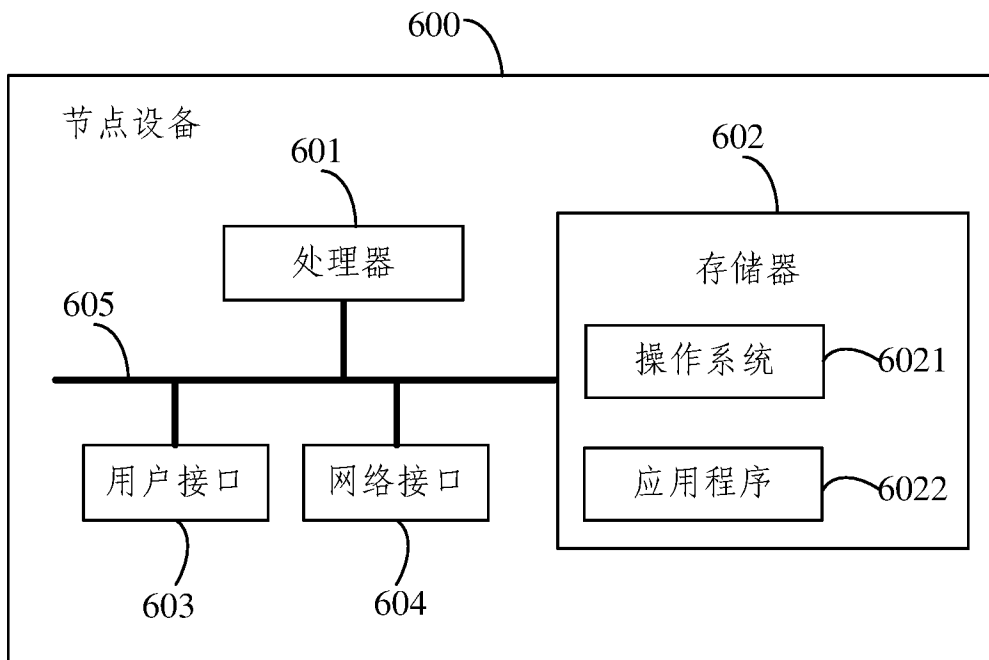 600
节点设备
601
602
处理器
存储器
605
操作系统
6021
用户接口
网络接口
应用程序
6022
603
604